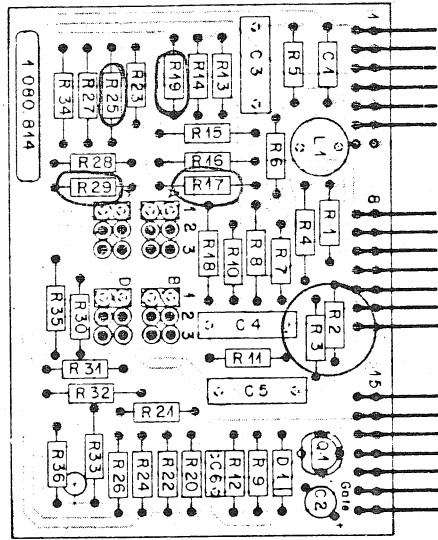 1.080.814
R34
R27
R25
R23
R19
R14
R13
C3
R5
C1
1
R15
R28
R16
R6
L1
R29
R17
A
1
2
3
8
R18
R10
R8
R7
R4
R1
D
B
1
2
3
R35
R30
C4
R3
R2
R31
R11
R32
C5
15
R21
R36
R33
R26
R24
R22
R20
C6
R12
R9
D1
Q1
C2
+
Gate